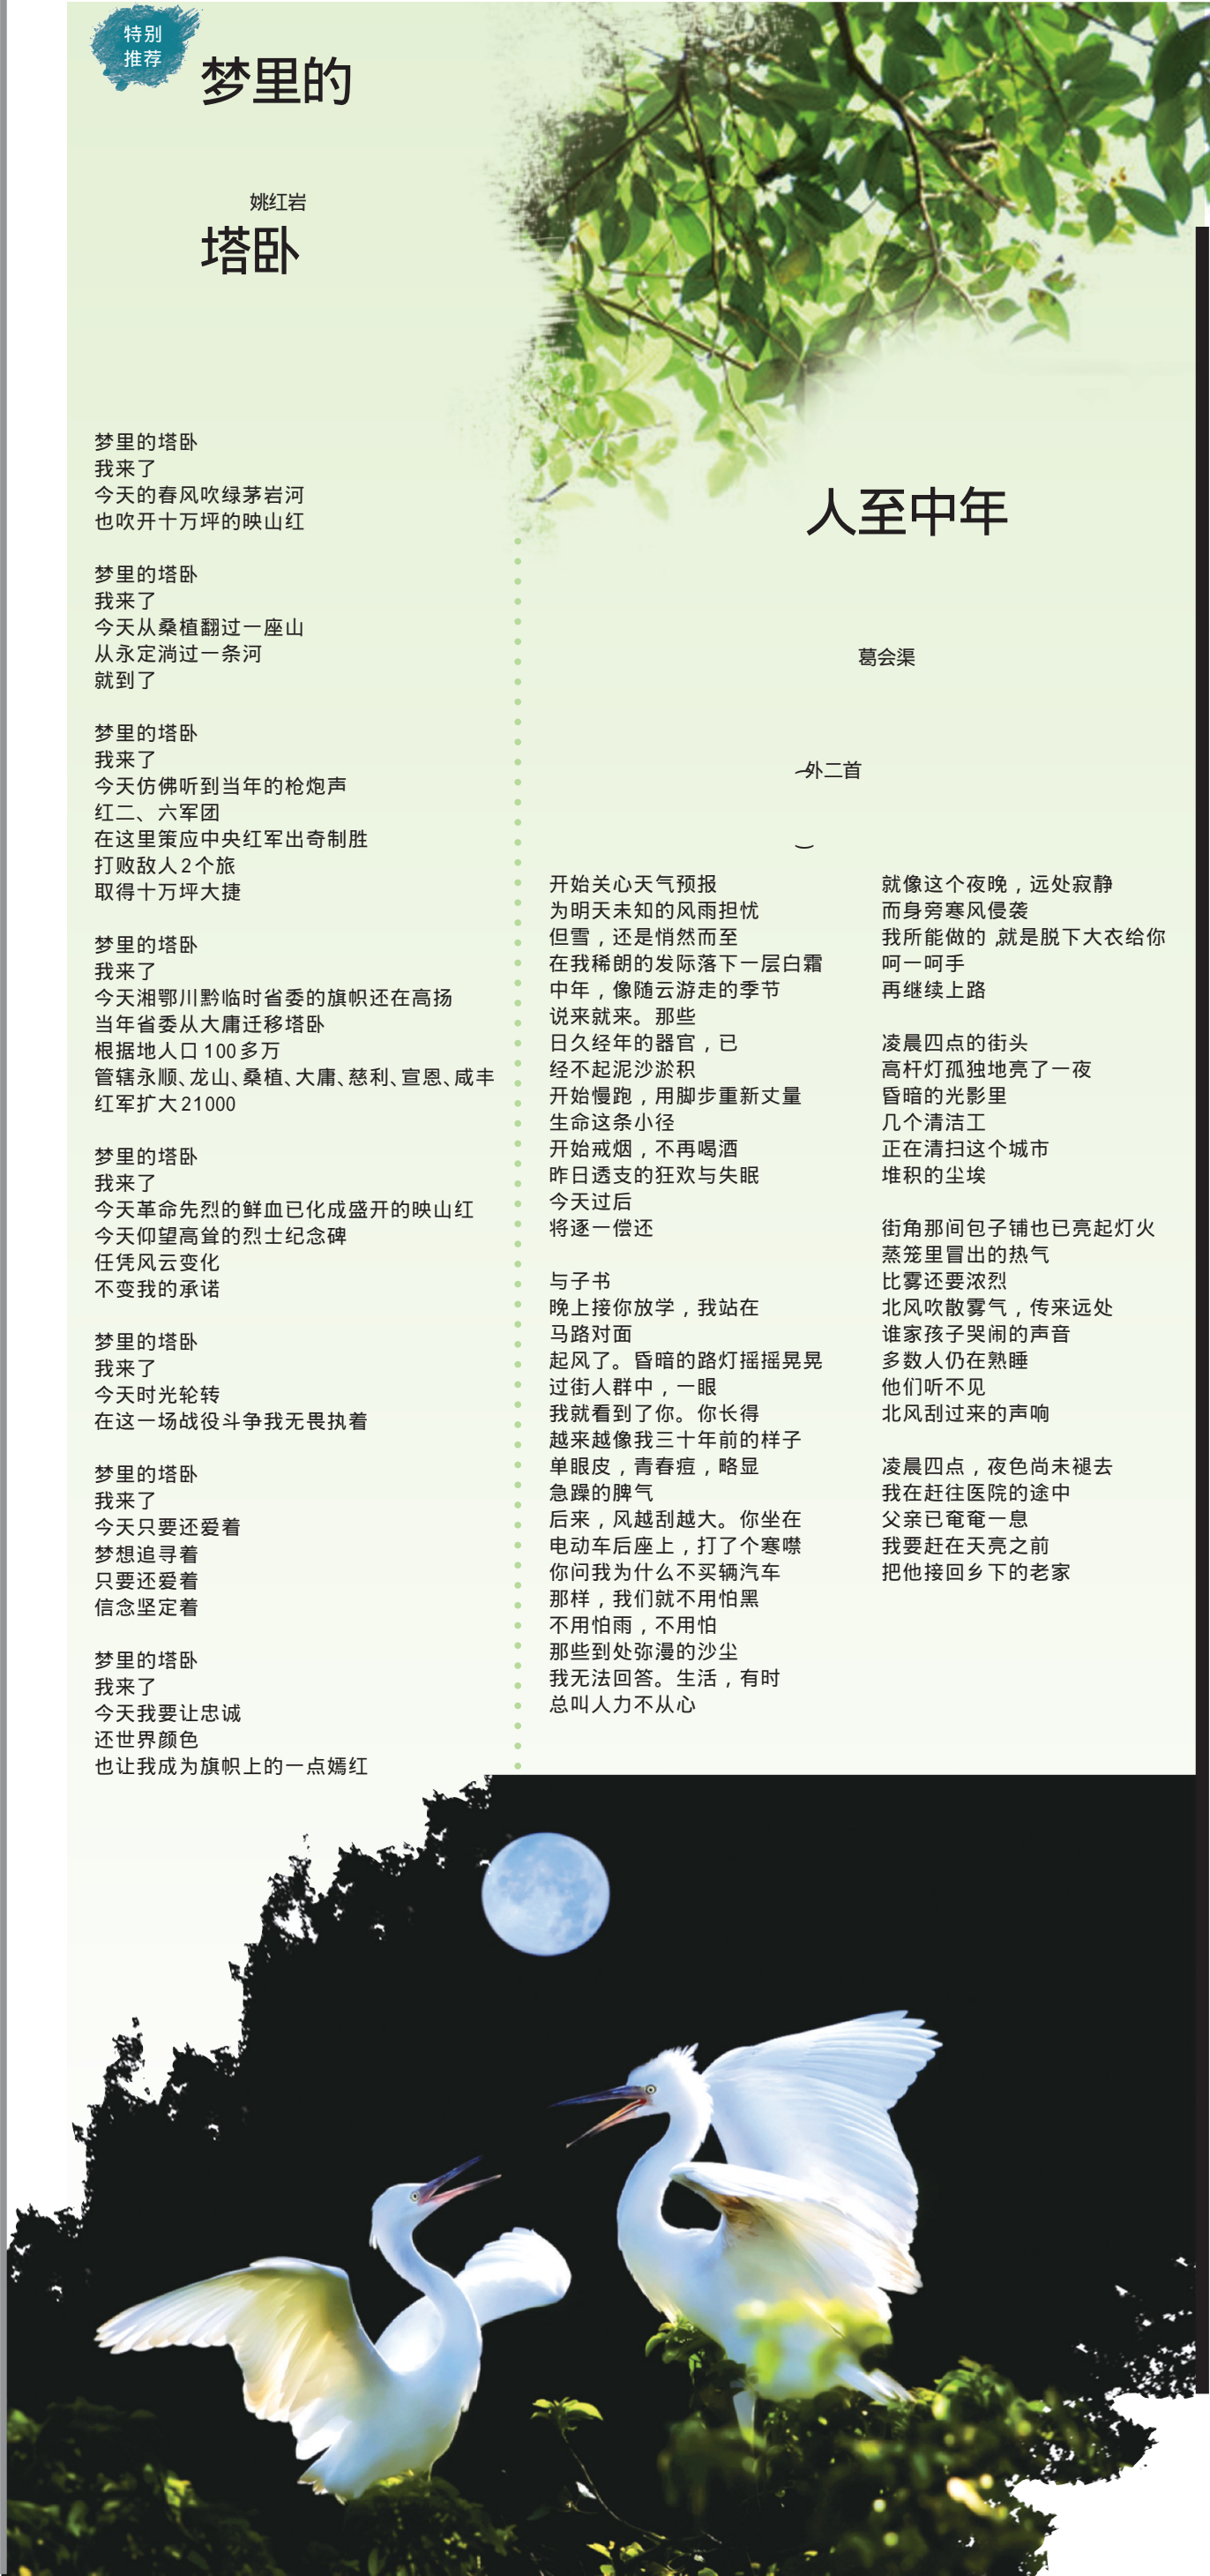 特别
推荐
梦里的
姚红岩
塔卧
梦里的塔卧
我来了
今天的春风吹绿茅岩河
也吹开十万坪的映山红
梦里的塔卧
我来了
今天从桑植翻过一座山
从永定淌过一条河
就到了
梦里的塔卧
我来了
今天仿佛听到当年的枪炮声
红二、六军团
在这里策应中央红军出奇制胜
打败敌人2个旅
取得十万坪大捷
梦里的塔卧
我来了
今天湘鄂川黔临时省委的旗帜还在高扬
当年省委从大庸迁移塔卧
根据地人口100多万
管辖永顺、龙山、桑植、大庸、慈利、宣恩、咸丰
红军扩大21000
梦里的塔卧
我来了
今天革命先烈的鲜血已化成盛开的映山红
今天仰望高耸的烈士纪念碑
任凭风云变化
不变我的承诺
梦里的塔卧
我来了
今天时光轮转
在这一场战役斗争我无畏执着
梦里的塔卧
我来了
今天只要还爱着
梦想追寻着
只要还爱着
信念坚定着
梦里的塔卧
我来了
今天我要让忠诚
还世界颜色
也让我成为旗帜上的一点嫣红
人至中年
葛会渠
︵外二首
︶
开始关心天气预报
为明天未知的风雨担忧
但雪，还是悄然而至
在我稀朗的发际落下一层白霜
中年，像随云游走的季节
说来就来。那些
日久经年的器官，已
经不起泥沙淤积
开始慢跑，用脚步重新丈量
生命这条小径
开始戒烟，不再喝酒
昨日透支的狂欢与失眠
今天过后
将逐一偿还
与子书
晚上接你放学，我站在
马路对面
起风了。昏暗的路灯摇摇晃晃
过街人群中，一眼
我就看到了你。你长得
越来越像我三十年前的样子
单眼皮，青春痘，略显
急躁的脾气
后来，风越刮越大。你坐在
电动车后座上，打了个寒噤
你问我为什么不买辆汽车
那样，我们就不用怕黑
不用怕雨，不用怕
那些到处弥漫的沙尘
我无法回答。生活，有时
总叫人力不从心
就像这个夜晚，远处寂静
而身旁寒风侵袭
我所能做的，就是脱下大衣给你
呵一呵手
再继续上路
凌晨四点的街头
高杆灯孤独地亮了一夜
昏暗的光影里
几个清洁工
正在清扫这个城市
堆积的尘埃
街角那间包子铺也已亮起灯火
蒸笼里冒出的热气
比雾还要浓烈
北风吹散雾气，传来远处
谁家孩子哭闹的声音
多数人仍在熟睡
他们听不见
北风刮过来的声响
凌晨四点，夜色尚未褪去
我在赶往医院的途中
父亲已奄奄一息
我要赶在天亮之前
把他接回乡下的老家